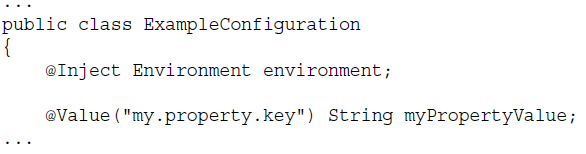 ...
public class ExampleConfiguration
{
    @Inject Environment environment;

    @Value("my.property.key") String myPropertyValue;
...